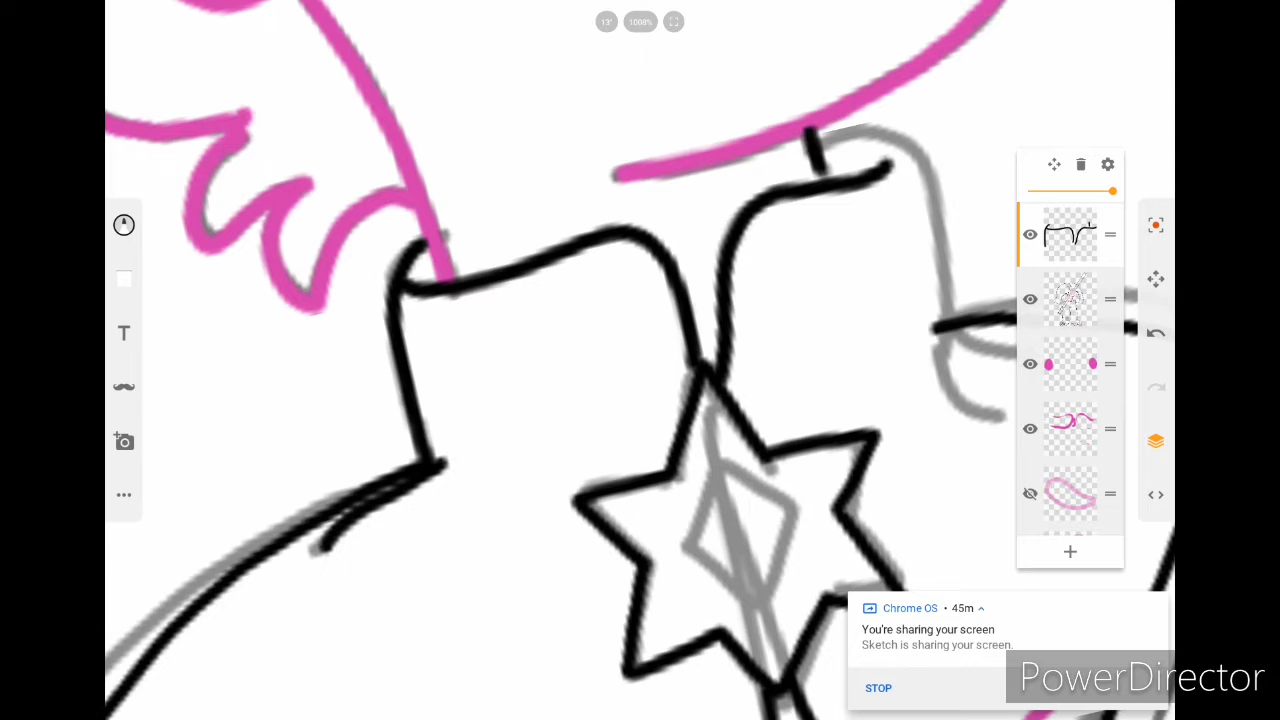 13° 1000%
T
Chrome OS • 45m
You're sharing your screen
Sketch is sharing your screen.
STOP
PowerDirector